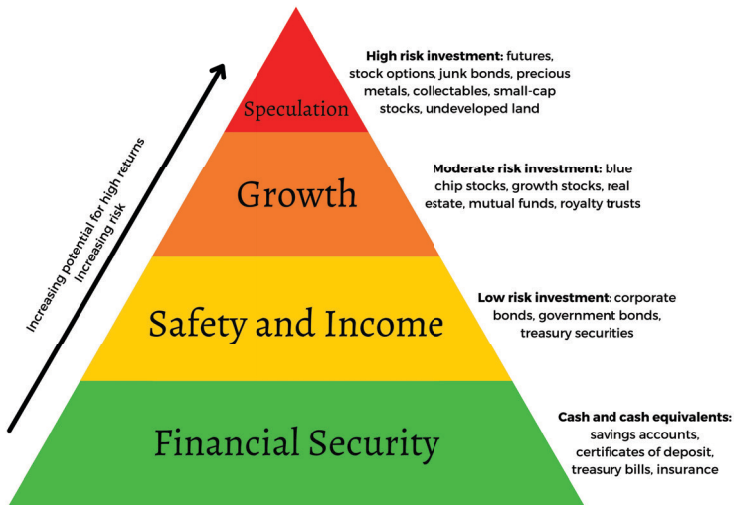 High risk investment: futures,
stock options, junk bonds, precious
metals, collectables, small-cap
stocks, undeveloped land
Speculation
Increasing potential for high returns
Increasing risk
Moderate risk investment: blue
chip stocks, growth stocks, real
estate, mutual funds, royalty trusts
Growth
Low risk investment: corporate
bonds, government bonds,
treasury securities
Safety and Income
Cash and cash equivalents:
savings accounts,
certificates of deposit,
treasury bills, insurance
Financial Security